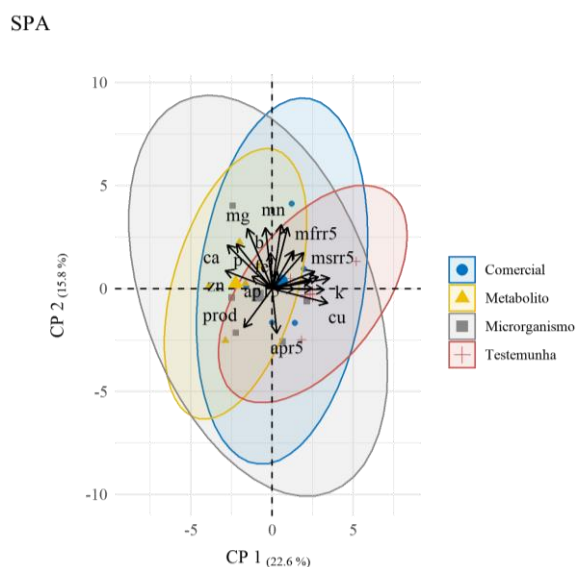 SPA
10
5
0
-5
-10
CP 2 (15.8 %)
mg
mn
mfrr5
b
ca
p
msrr5
zn
ap
k
prod
cu
apr5
-5
0
5
CP 1 (22.6 %)
Comercial
Metabolito
Microrganismo
Testemunha